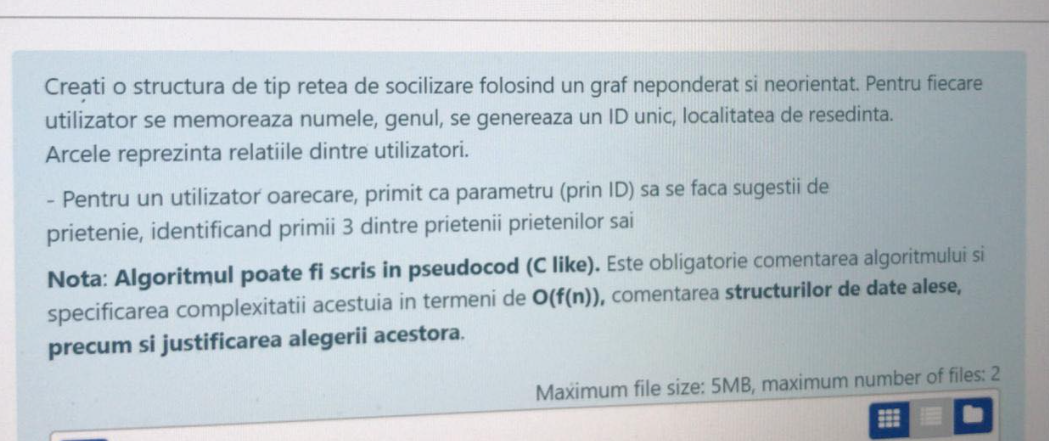 Creați o structura de tip retea de socilizare folosind un graf neponderat si neorientat. Pentru fiecare
utilizator se memoreaza numele, genul, se genereaza un ID unic, localitatea de resedinta.
Arcele reprezinta relatiile dintre utilizatori.
- Pentru un utilizator oarecare, primit ca parametru (prin ID) sa se faca sugestii de
prietenie, identificand primii 3 dintre prietenii prietenilor sai
Nota: Algoritmul poate fi scris in pseudocod (C like). Este obligatorie comentarea algoritmului si
specificarea complexitatii acestuia in termeni de O(f(n)), comentarea structurilor de date alese,
precum si justificarea alegerii acestora.
Maximum file size: 5MB, maximum number of files: 2